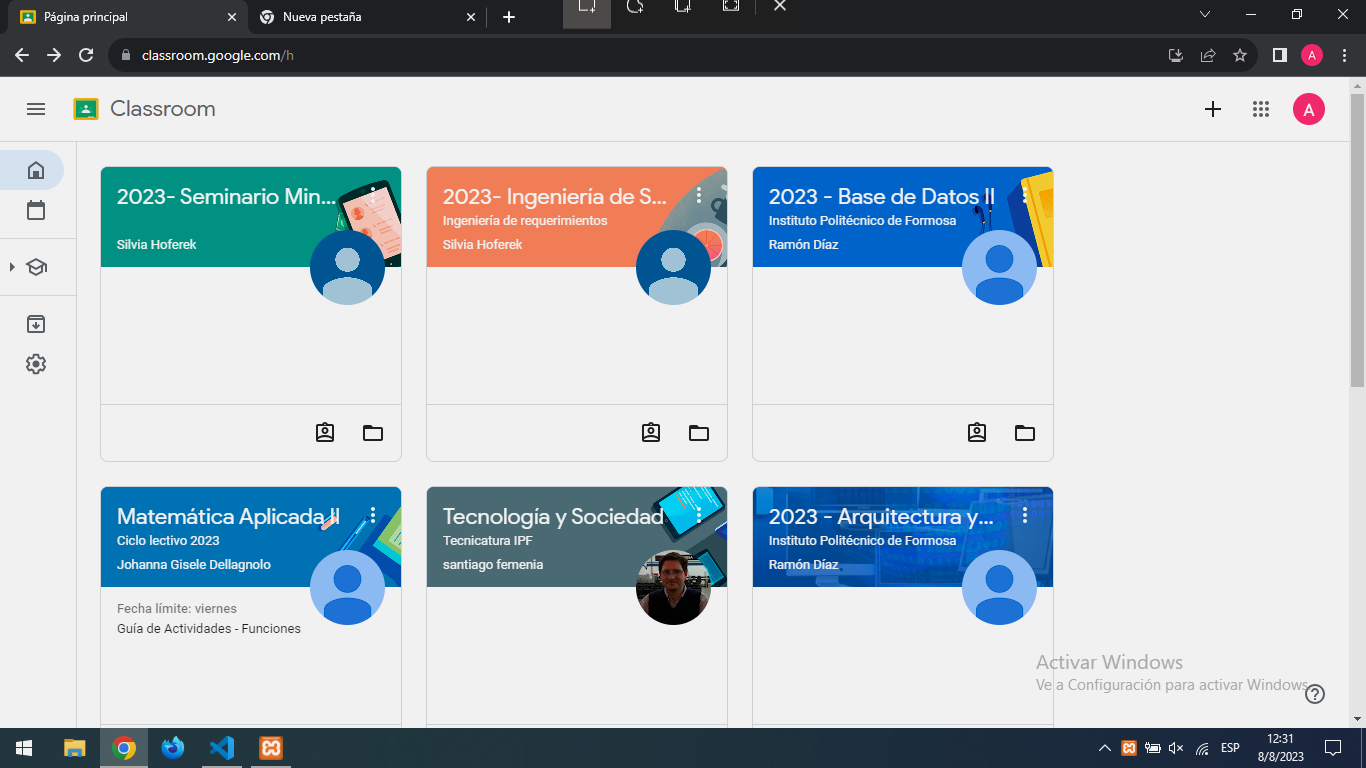 Página principal
Nueva pestaña
classroom.google.com/h
A
Classroom
A
2023- Seminario Min...
Silvia Hoferek
2023- Ingeniería de S...
Ingeniería de requerimientos
Silvia Hoferek
2023 - Base de Datos II
Instituto Politécnico de Formosa
Ramón Díaz
Matemática Aplicada II
Ciclo lectivo 2023
Johanna Gisele Dellagnolo
Fecha límite: viernes
Guía de Actividades - Funciones
Tecnología y Sociedad
Tecnicatura IPF
santiago femenia
2023 - Arquitectura y...
Instituto Politécnico de Formosa
Ramón Díaz
Activar Windows
Ve a Configuración para activar Windows.
ESP
12:31
8/8/2023